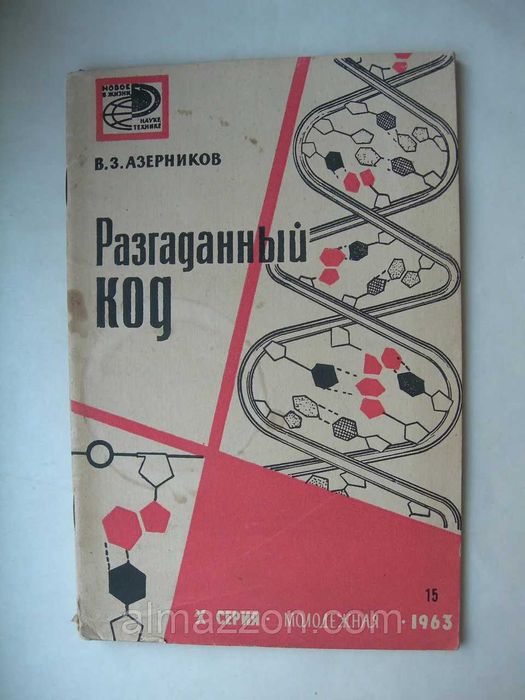 НОВОЕ
В ЖИЗНИ
НАУКЕ
ТЕХНИКЕ
В.З.АЗЕРНИКОВ
Разгаданный
код
15
X СЕРИЯ · МОЛОДЕЖНАЯ · 1963
almazzon.com